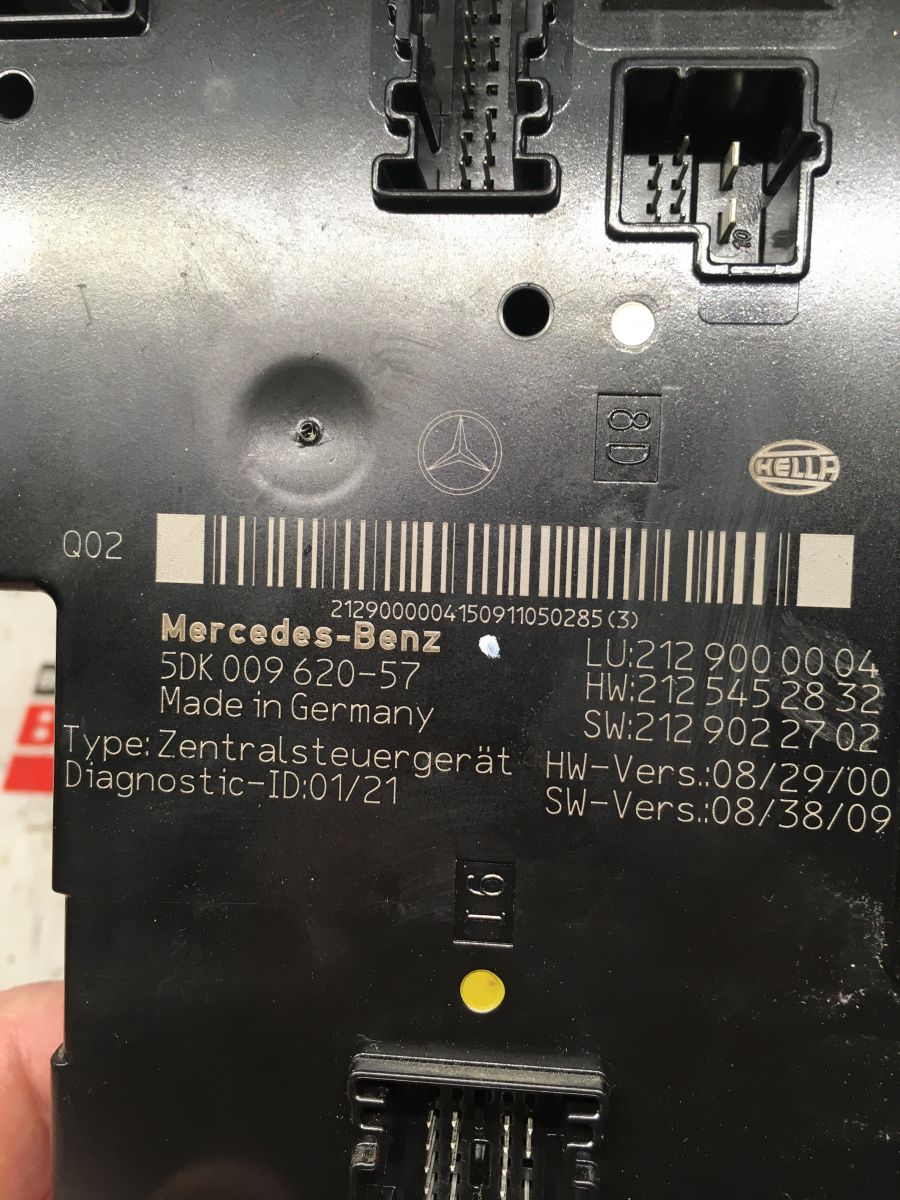 10
8D
HELLA
Q02
2129000004150911050285(3)
Mercedes-Benz
5DK 009 620-57
Made in Germany
Type: Zentralsteuergerät
Diagnostic-ID:01/21
LU:212 900 00 04
HW:212 545 28 32
SW:212 902 27 02
HW-Vers.:08/29/00
SW-Vers.:08/38/09
16